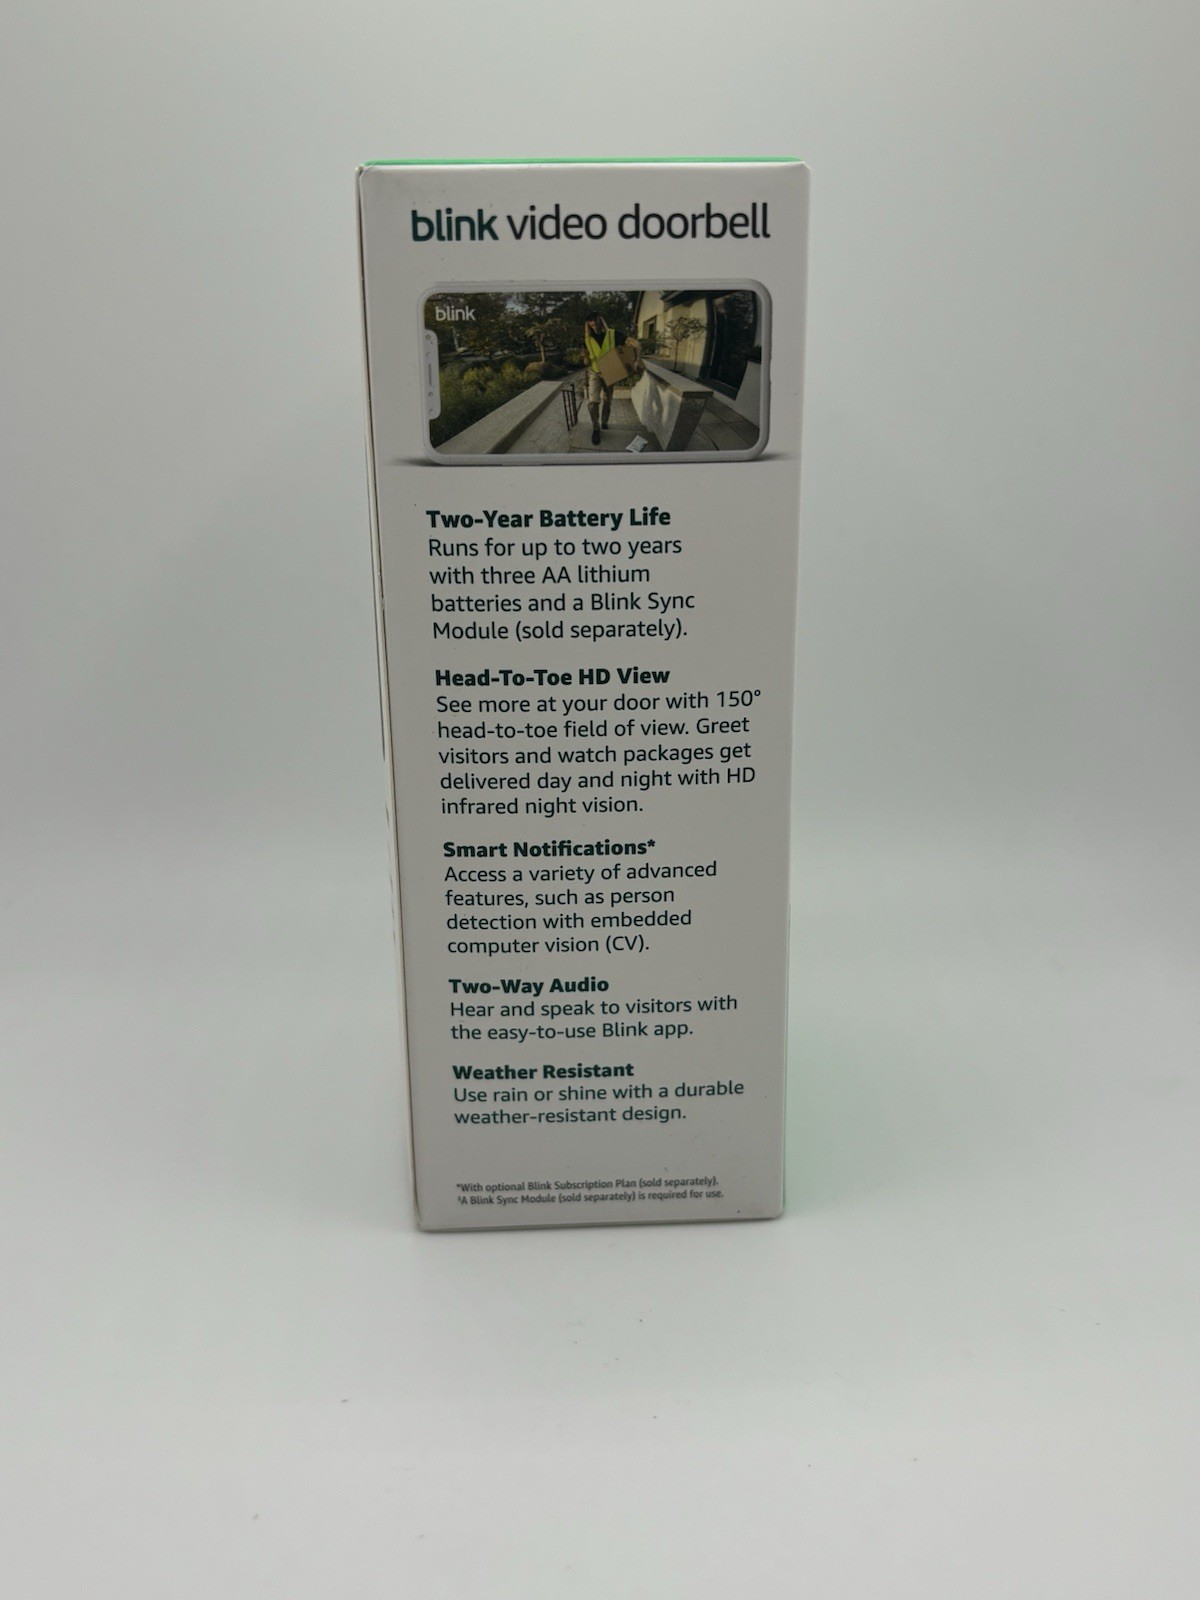 blink video doorbell
blink
Two-Year Battery Life
Runs for up to two years
with three AA lithium
batteries and a Blink Sync
Module (sold separately).
Head-To-Toe HD View
See more at your door with 150°
head-to-toe field of view. Greet
visitors and watch packages get
delivered day and night with HD
infrared night vision.
Smart Notifications*
Access a variety of advanced
features, such as person
detection with embedded
computer vision (CV).
Two-Way Audio
Hear and speak to visitors with
the easy-to-use Blink app.
Weather Resistant
Use rain or shine with a durable
weather-resistant design.
*With optional Blink Subscription Plan (sold separately).
¹A Blink Sync Module (sold separately) is required for use.